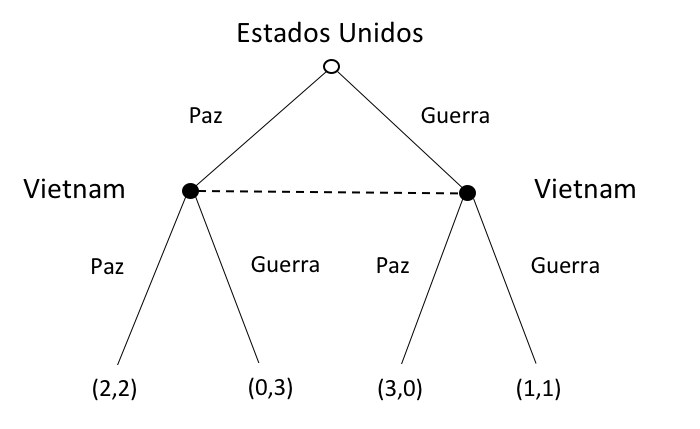 Estados Unidos
Paz
Guerra
Vietnam
Vietnam
Paz
Guerra
Paz
Guerra
(2,2)
(0,3)
(3,0)
(1,1)